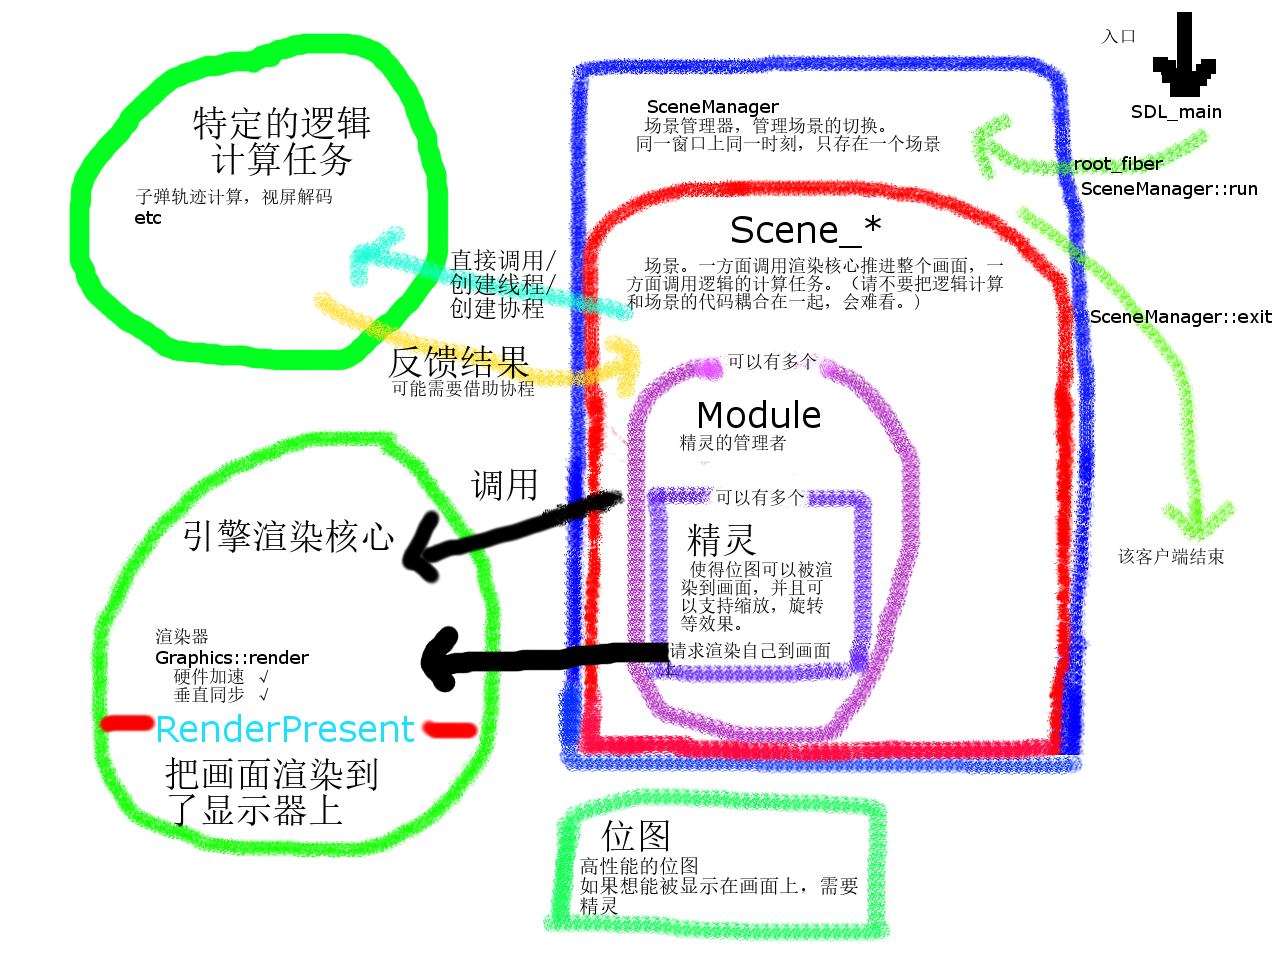 入口
SDL_main
root_fiber
SceneManager::run
SceneManager::exit
该客户端结束
SceneManager
场景管理器，管理场景的切换。
同一窗口上同一时刻，只存在一个场景
Scene_*
场景。一方面调用渲染核心推进整个画面，一
方面调用逻辑的计算任务。（请不要把逻辑计算
和场景的代码耦合在一起，会难看。）
可以有多个
Module
精灵的管理者
可以有多个
精灵
使得位图可以被渲
染到画面，并且可
以支持缩放，旋转
等效果。
请求渲染自己到画面
特定的逻辑
计算任务
子弹轨迹计算，视屏解码
etc
直接调用/
创建线程/
创建协程
反馈结果
可能需要借助协程
调用
引擎渲染核心
渲染器
Graphics::render
硬件加速 √
垂直同步 √
RenderPresent
把画面渲染到
了显示器上
位图
高性能的位图
如果想能被显示在画面上，需要
精灵